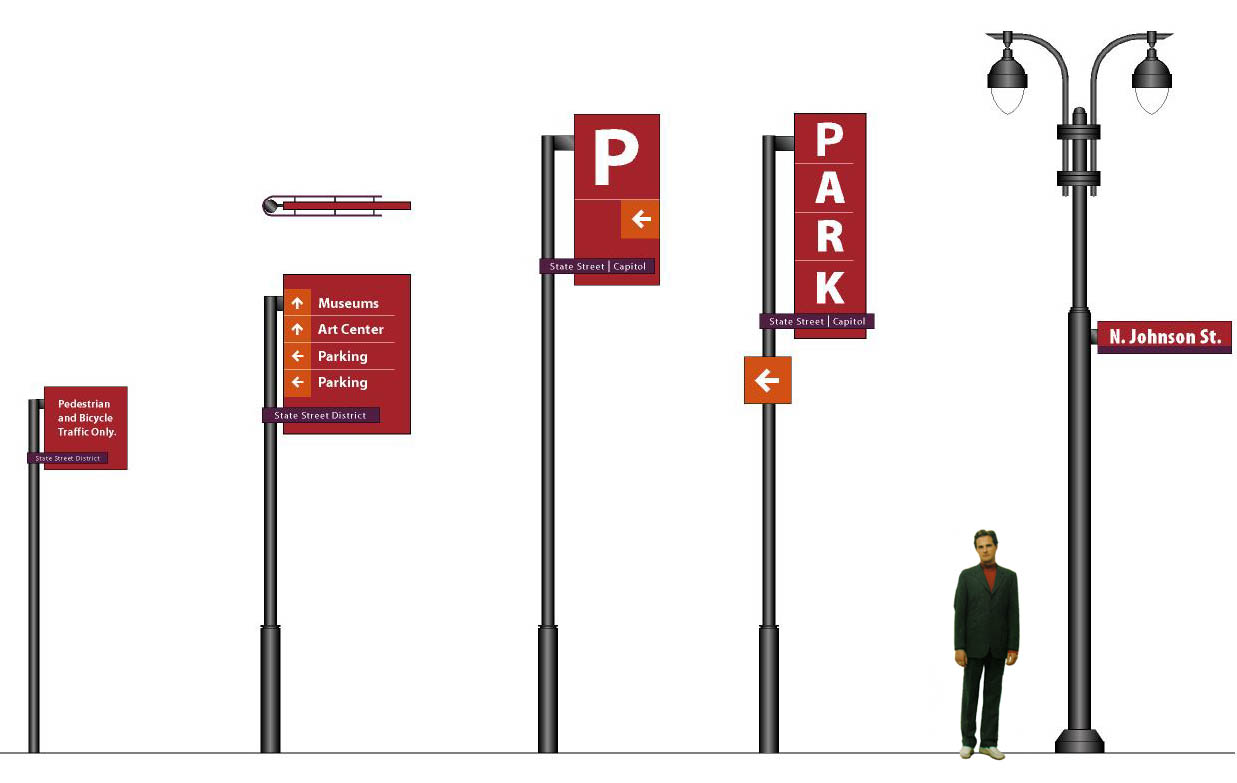 Pedestrian
and Bicycle
Traffic Only.
State Street District
Museums
Art Center
Parking
Parking
State Street District
P
State Street | Capitol
P
A
R
K
State Street | Capitol
N. Johnson St.